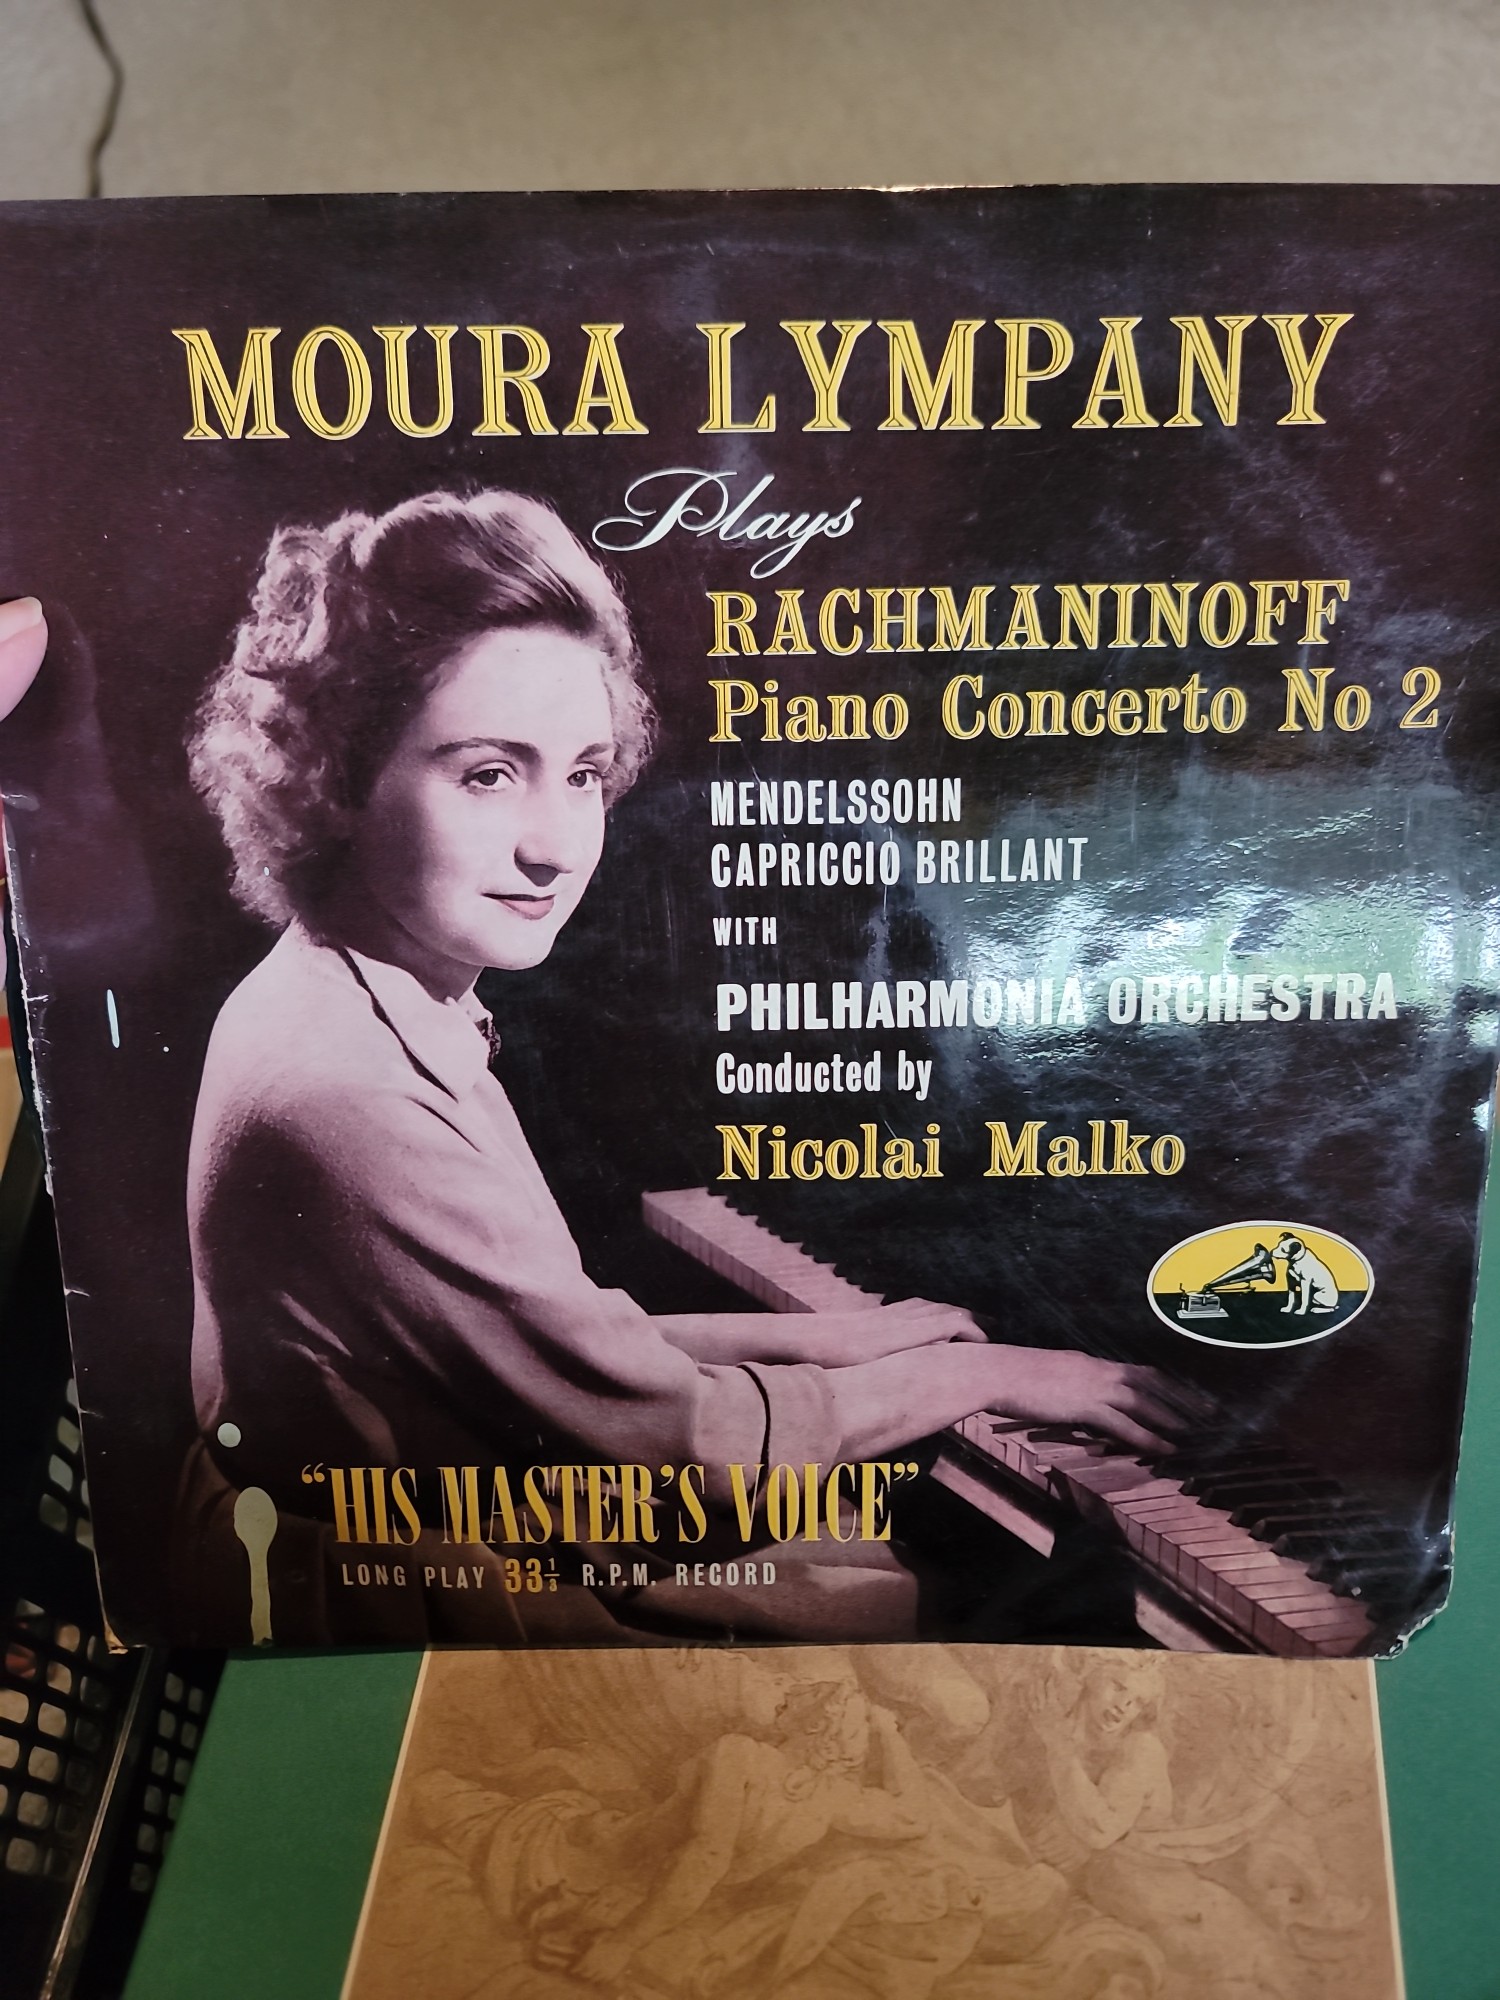 MOURA LYMPANY
Plays
RACHMANINOFF
Piano Concerto No 2
MENDELSSOHN
CAPRICCIO BRILLANT
WITH
PHILHARMONIA ORCHESTRA
Conducted by
Nicolai Malko
“HIS MASTER'S VOICE”
LONG PLAY 33⅓ R.P.M. RECORD